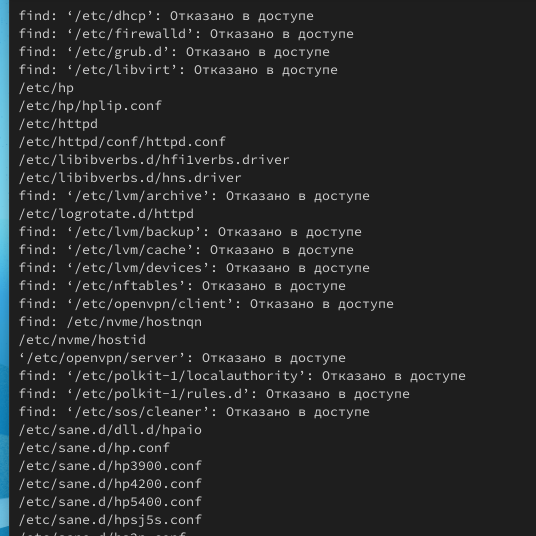 find: ‘/etc/dhcp’: Отказано в доступе
find: ‘/etc/firewalld’: Отказано в доступе
find: ‘/etc/grub.d’: Отказано в доступе
find: ‘/etc/libvirt’: Отказано в доступе
/etc/hp
/etc/hp/hplip.conf
/etc/httpd
/etc/httpd/conf/httpd.conf
/etc/libibverbs.d/hfi1verbs.driver
/etc/libibverbs.d/hns.driver
find: ‘/etc/lvm/archive’: Отказано в доступе
/etc/logrotate.d/httpd
find: ‘/etc/lvm/backup’: Отказано в доступе
find: ‘/etc/lvm/cache’: Отказано в доступе
find: ‘/etc/lvm/devices’: Отказано в доступе
find: ‘/etc/nftables’: Отказано в доступе
find: ‘/etc/openvpn/client’: Отказано в доступе
find: /etc/nvme/hostnqn
/etc/nvme/hostid
‘/etc/openvpn/server’: Отказано в доступе
find: ‘/etc/polkit-1/localauthority’: Отказано в доступе
find: ‘/etc/polkit-1/rules.d’: Отказано в доступе
find: ‘/etc/sos/cleaner’: Отказано в доступе
/etc/sane.d/dll.d/hpaio
/etc/sane.d/hp.conf
/etc/sane.d/hp3900.conf
/etc/sane.d/hp4200.conf
/etc/sane.d/hp5400.conf
/etc/sane.d/hpsj5s.conf